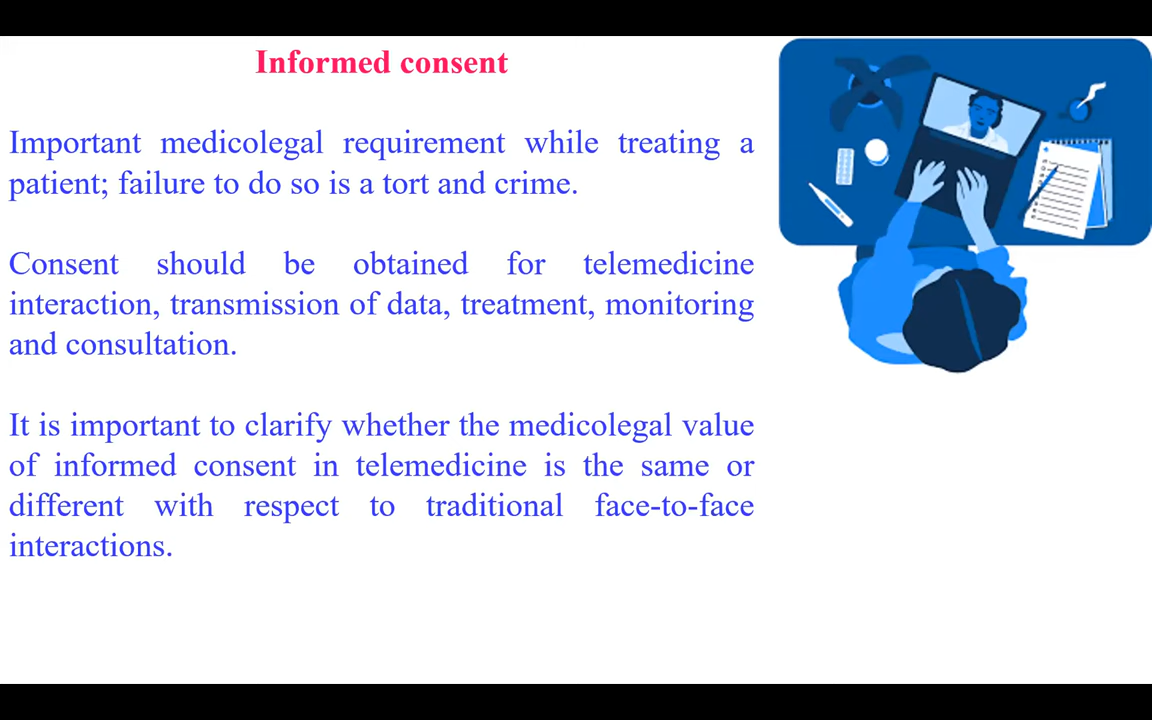 Informed consent
Important medicolegal requirement while treating a
patient; failure to do so is a tort and crime.
Consent should be obtained for telemedicine
interaction, transmission of data, treatment, monitoring
and consultation.
It is important to clarify whether the medicolegal value
of informed consent in telemedicine is the same or
different with respect to traditional face-to-face
interactions.